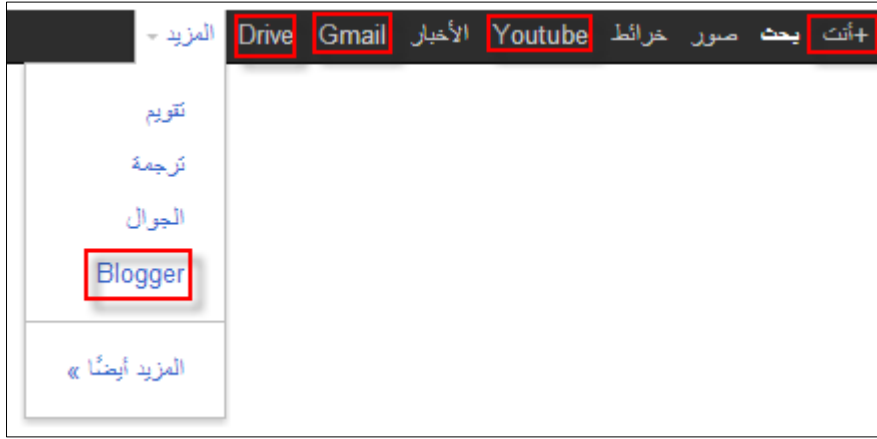 +أنت بحث صور خرائط Youtube الأخبار Gmail Drive المزيد
تقويم
ترجمة
الجوال
Blogger
المزيد أيضًا »